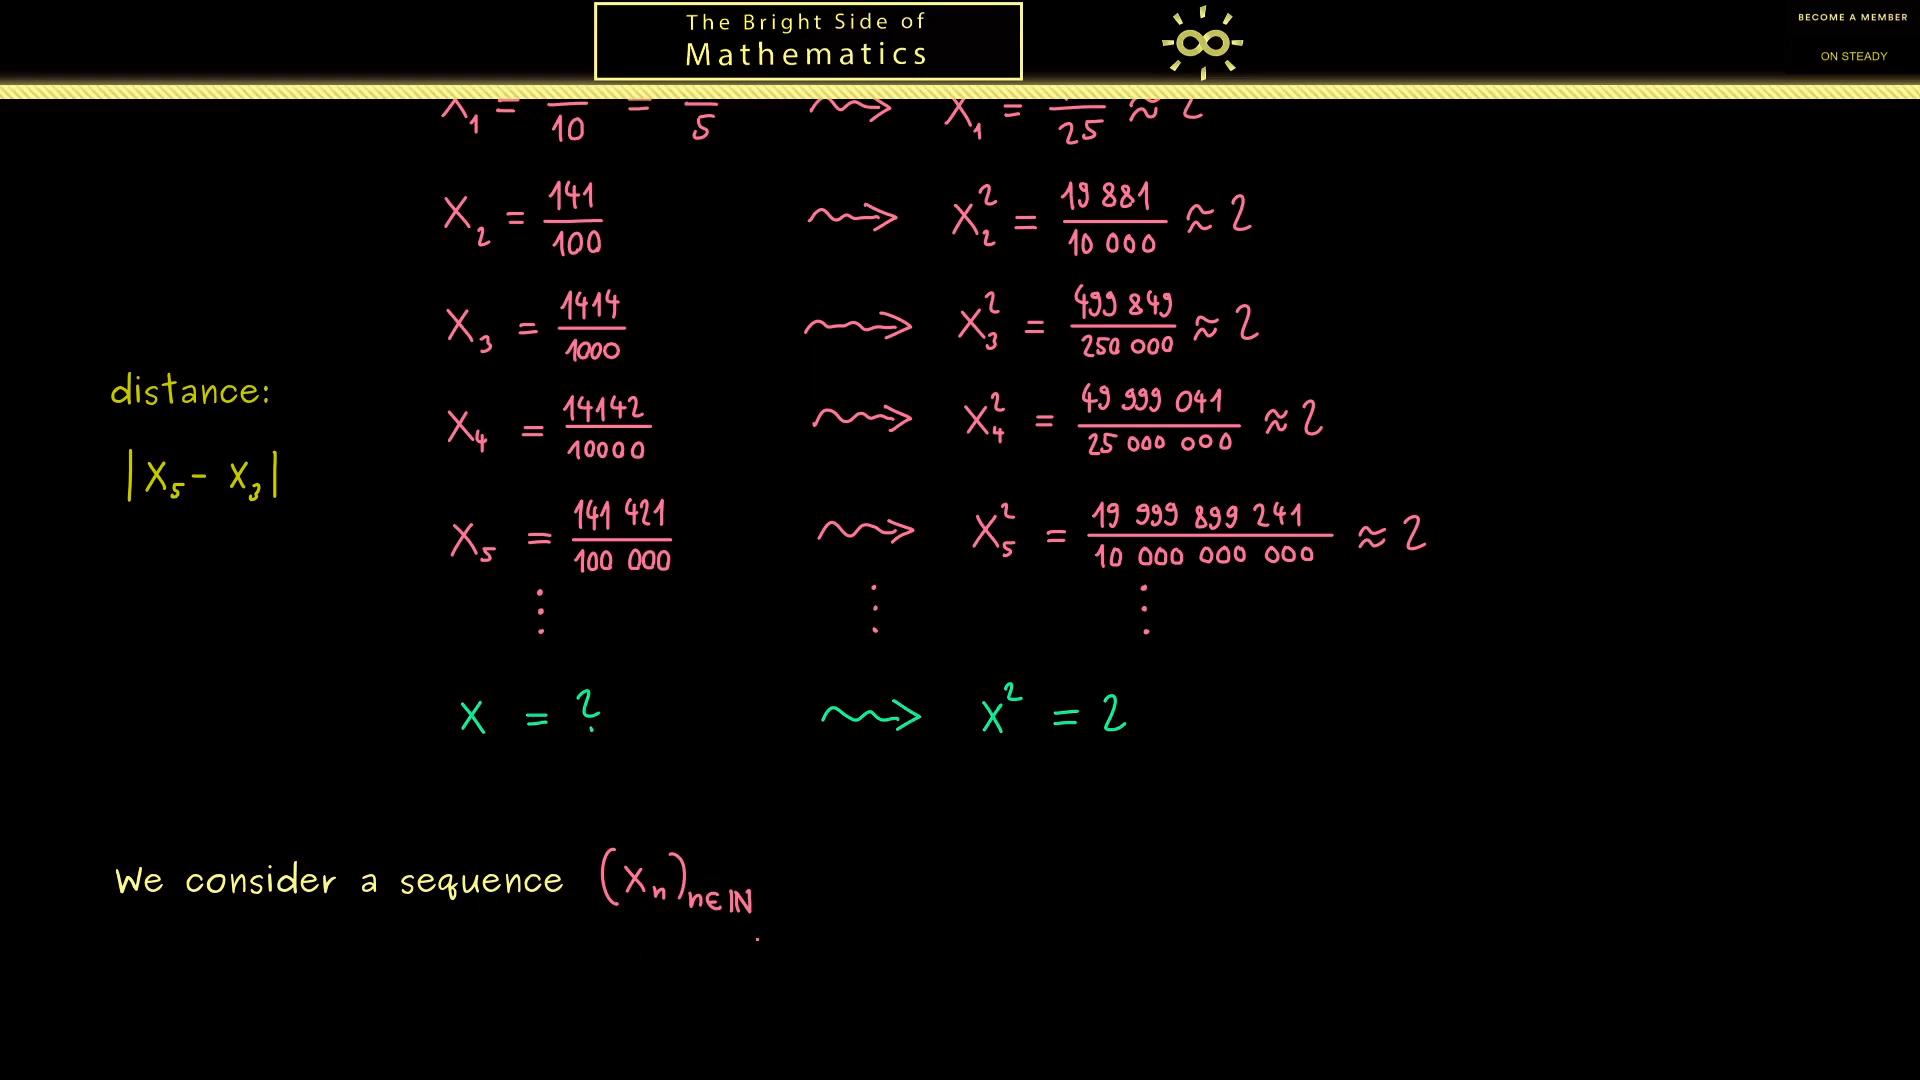 The Bright Side of
Mathematics
BECOME A MEMBER
ON STEADY
X₁ = /10 = /5 ⇝ X₁ = /25 ≈ 2
X₂ = 141/100 ⇝ X₂² = 19 881/10 000 ≈ 2
X₃ = 1414/1000 ⇝ X₃² = 499 849/250 000 ≈ 2
distance:
X₄ = 14142/10000 ⇝ X₄² = 49 999 041/25 000 000 ≈ 2
|X₅ - X₃|
X₅ = 141 421/100 000 ⇝ X₅² = 19 999 899 241/10 000 000 000 ≈ 2
⋮ ⋮ ⋮
X = ? ⇝ X² = 2
We consider a sequence (Xₙ)ₙ∈ℕ